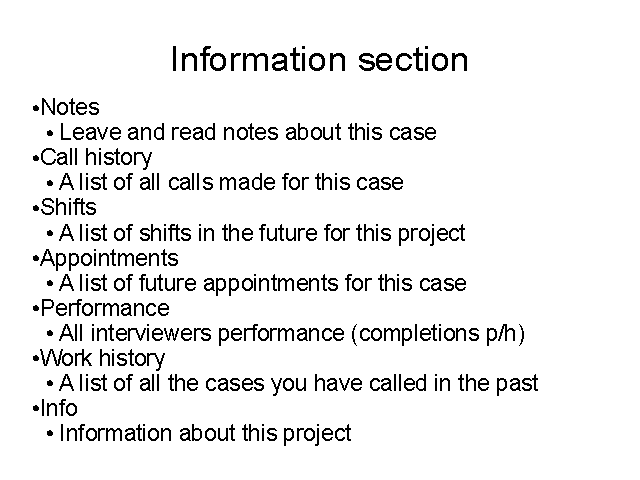 Information section
•Notes
• Leave and read notes about this case
•Call history
• A list of all calls made for this case
•Shifts
• A list of shifts in the future for this project
•Appointments
• A list of future appointments for this case
•Performance
• All interviewers performance (completions p/h)
•Work history
• A list of all the cases you have called in the past
•Info
• Information about this project